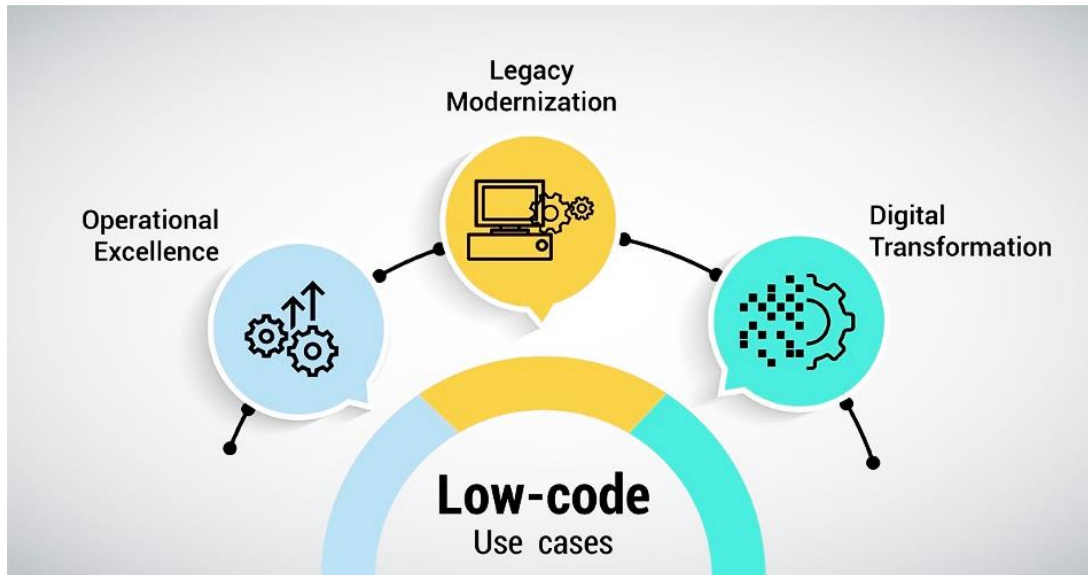 Legacy
Modernization
Operational
Excellence
Digital
Transformation
Low-code
Use cases